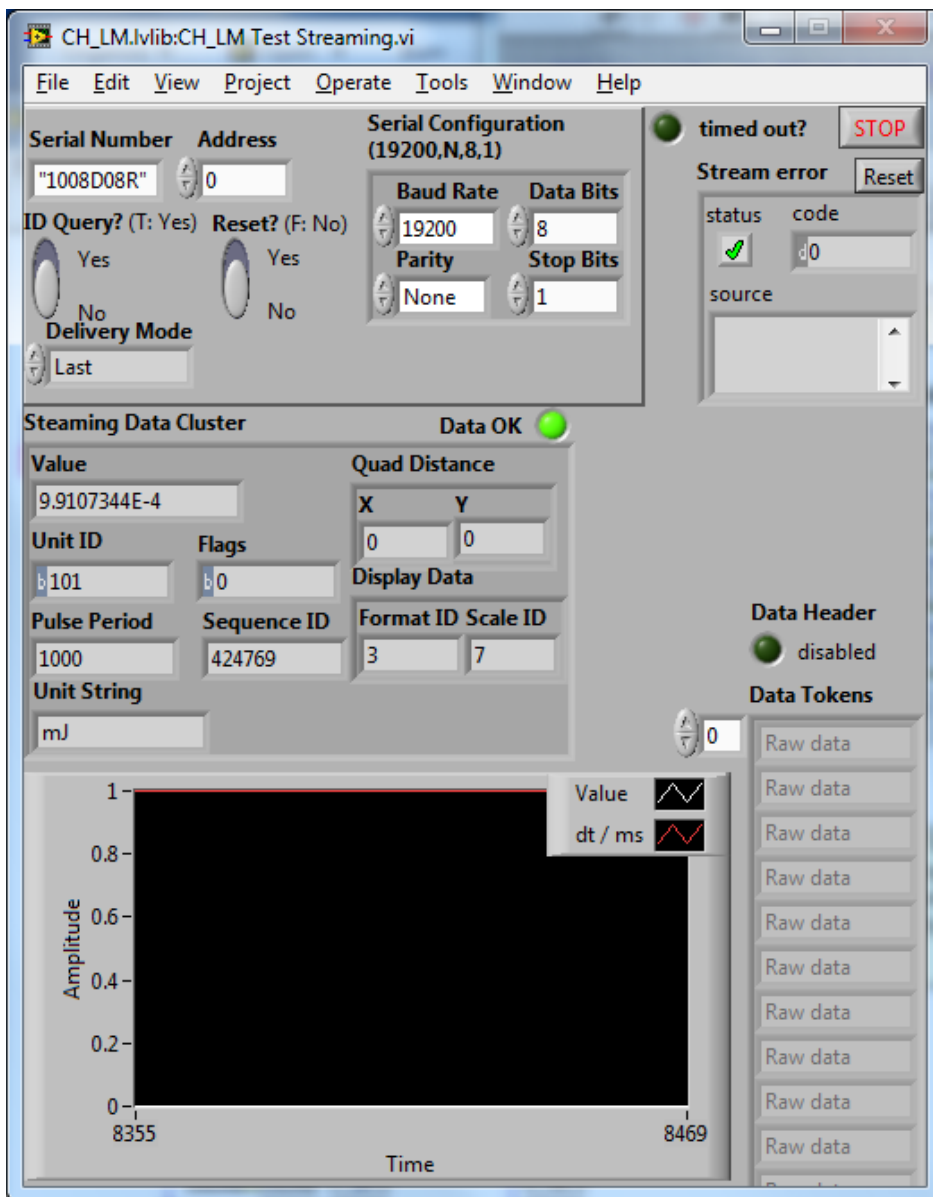 CH_LM.lvlib:CH_LM Test Streaming.vi
File Edit View Project Operate Tools Window Help
Serial Number Address
"1008D08R" 0
ID Query? (T: Yes) Reset? (F: No)
Yes Yes
No No
Delivery Mode
Last
Serial Configuration
(19200,N,8,1)
Baud Rate Data Bits
19200 8
Parity Stop Bits
None 1
timed out? STOP
Stream error Reset
status code
d 0
source
Steaming Data Cluster Data OK
Value
9.9107344E-4
Unit ID Flags
b 101 b 0
Pulse Period Sequence ID
1000 424769
Unit String
mJ
Quad Distance
X Y
0 0
Display Data
Format ID Scale ID
3 7
Data Header
disabled
Data Tokens
0
Raw data
Raw data
Raw data
Raw data
Raw data
Raw data
Raw data
Raw data
Raw data
Raw data
Value
dt / ms
1
0.8
0.6
0.4
0.2
0
Amplitude
8355 8469
Time